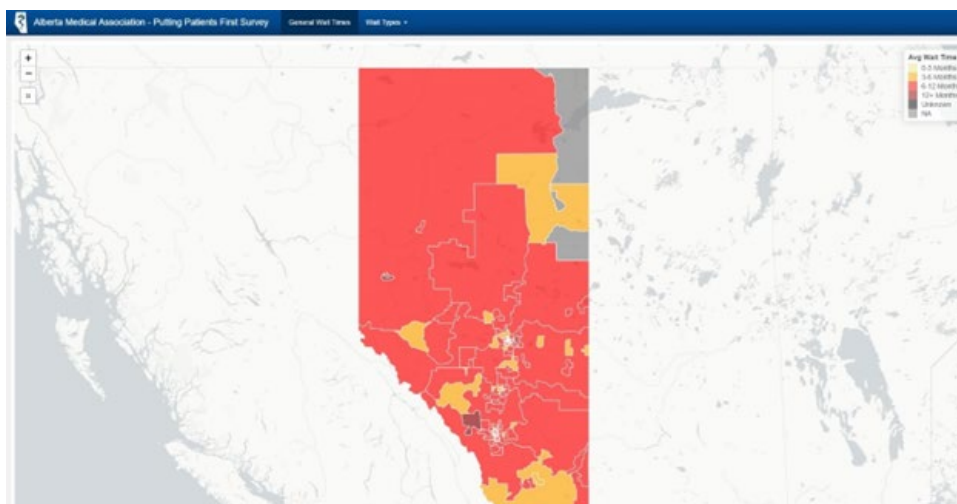 Alberta Medical Association - Putting Patients First Survey
General Wait Times
Wait Types
+
−
Avg Wait Time
0-3 Months
3-6 Months
6-12 Months
12+ Months
Unknown
NA